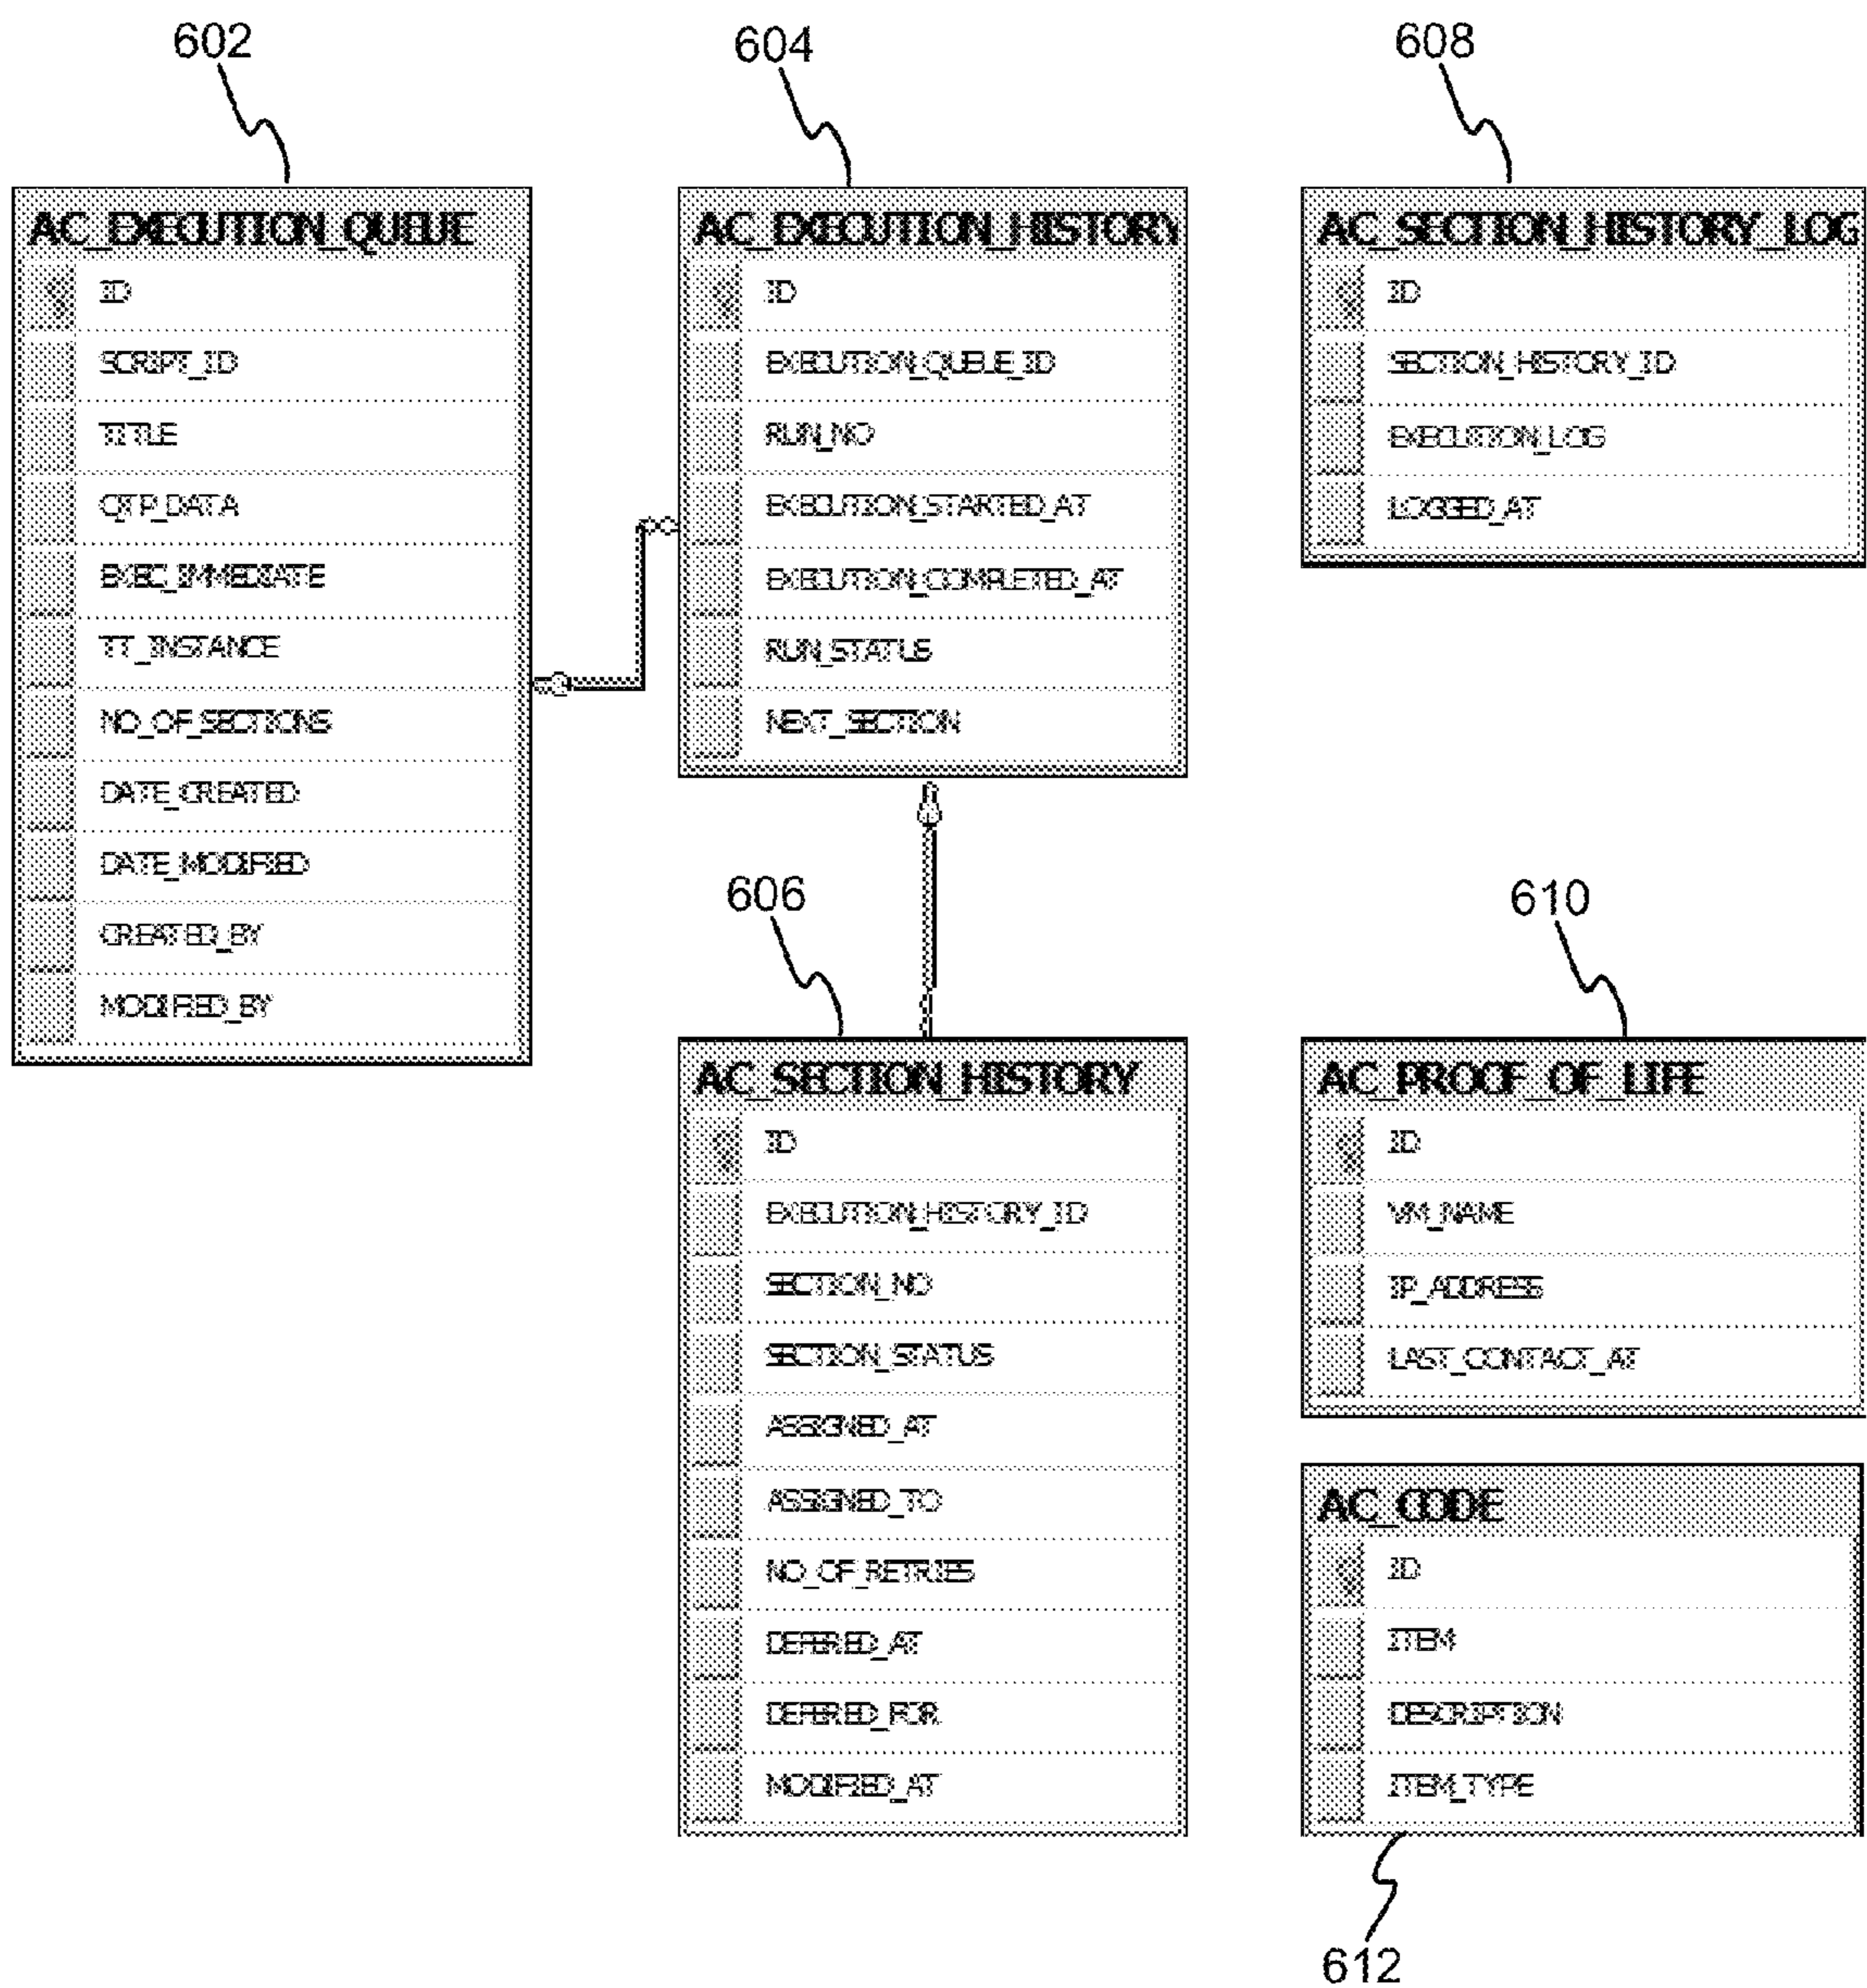 602
AC_EXECUTION_QUEUE
ID
SCRIPT_ID
TITLE
QTP_DATA
EXEC_IMMEDIATE
TT_INSTANCE
NO_OF_SECTIONS
DATE_CREATED
DATE_MODIFIED
CREATED_BY
MODIFIED_BY
604
AC_EXECUTION_HISTORY
ID
EXECUTION_QUEUE_ID
RUN_NO
EXECUTION_STARTED_AT
EXECUTION_COMPLETED_AT
RUN_STATUS
NEXT_SECTION
606
AC_SECTION_HISTORY
ID
EXECUTION_HISTORY_ID
SECTION_NO
SECTION_STATUS
ASSIGNED_AT
ASSIGNED_TO
NO_OF_RETRIES
DEFERED_AT
DEFERED_FOR
MODIFIED_AT
608
AC_SECTION_HISTORY_LOG
ID
SECTION_HISTORY_ID
EXECUTION_LOG
LOGGED_AT
610
AC_PROOF_OF_LIFE
ID
VM_NAME
IP_ADDRESS
LAST_CONTACT_AT
AC_CODE
ID
ITEM
DESCRIPTION
ITEM_TYPE
612